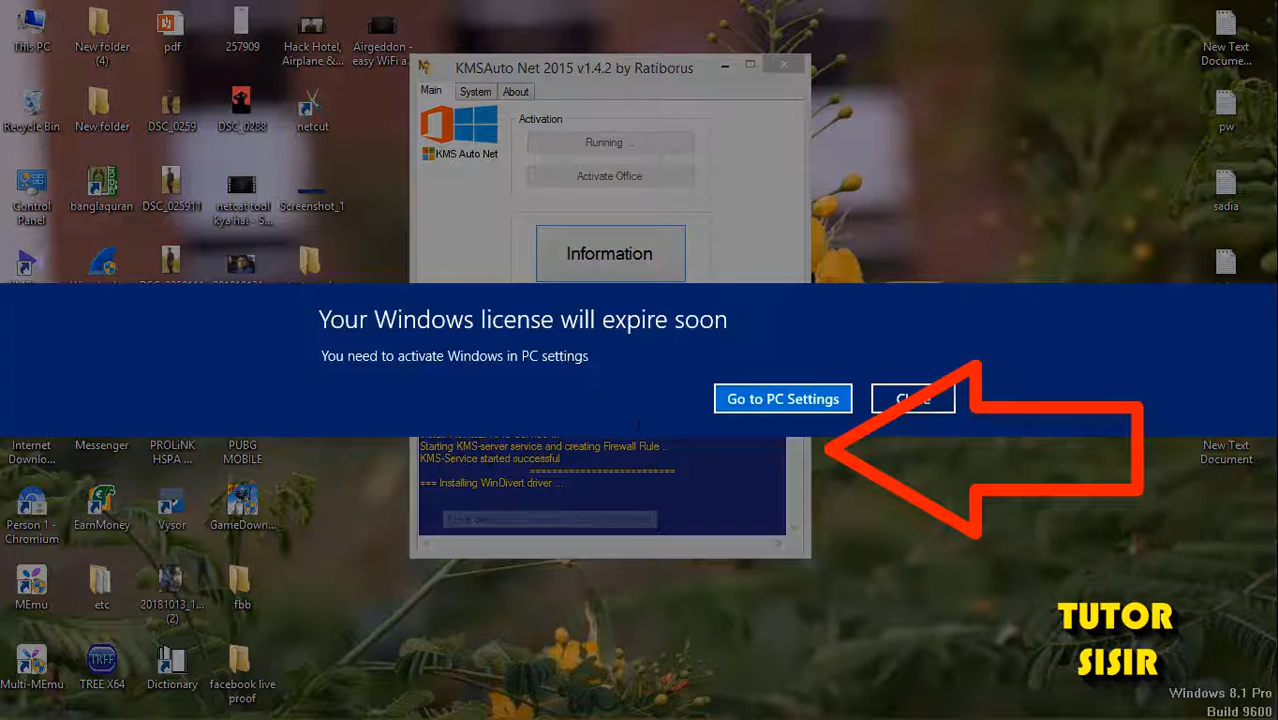 This PC
New folder
(4)
pdf
257909
Hack Hotel,
Airplane &...
Airgeddon -
easy WiFi a...
KMSAuto Net 2015 v1.4.2 by Ratiborus
New Text
Docume...
Main
System
About
Activation
Running ..
KMS Auto Net
Activate Office
Recycle Bin
New folder
DSC_0259
DSC_0288
netcut
pw
Control
Panel
banglaquran
DSC_025911
netcat tool
kya hai - S...
Screenshot_1
sadia
Information
Your Windows license will expire soon
You need to activate Windows in PC settings
Go to PC Settings
Starting KMS-server service and creating Firewall Rule ..
KMS-Service started successful
==========================
=== Installing WinDivert driver ...
Internet
Downlo...
Messenger
PROLiNK
HSPA ...
PUBG
MOBILE
New Text
Document
Person 1 -
Chromium
EarnMoney
Vysor
GameDown...
MEmu
etc
20181013_1...
(2)
fbb
Multi-MEmu
TREE X64
Dictionary
facebook live
proof
TUTOR
SISIR
Windows 8.1 Pro
Build 9600